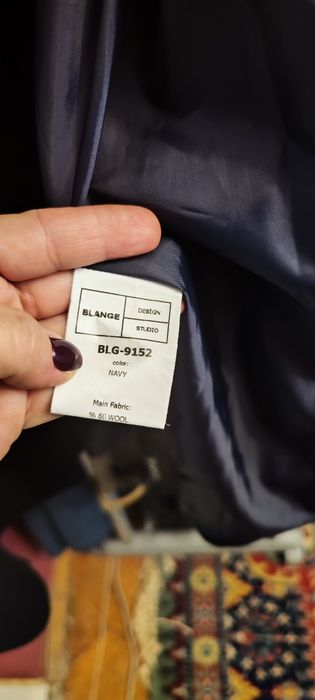 BLANGE
DESIGN
STUDIO
BLG-9152
color:
NAVY
Main Fabric:
% 60 WOOL